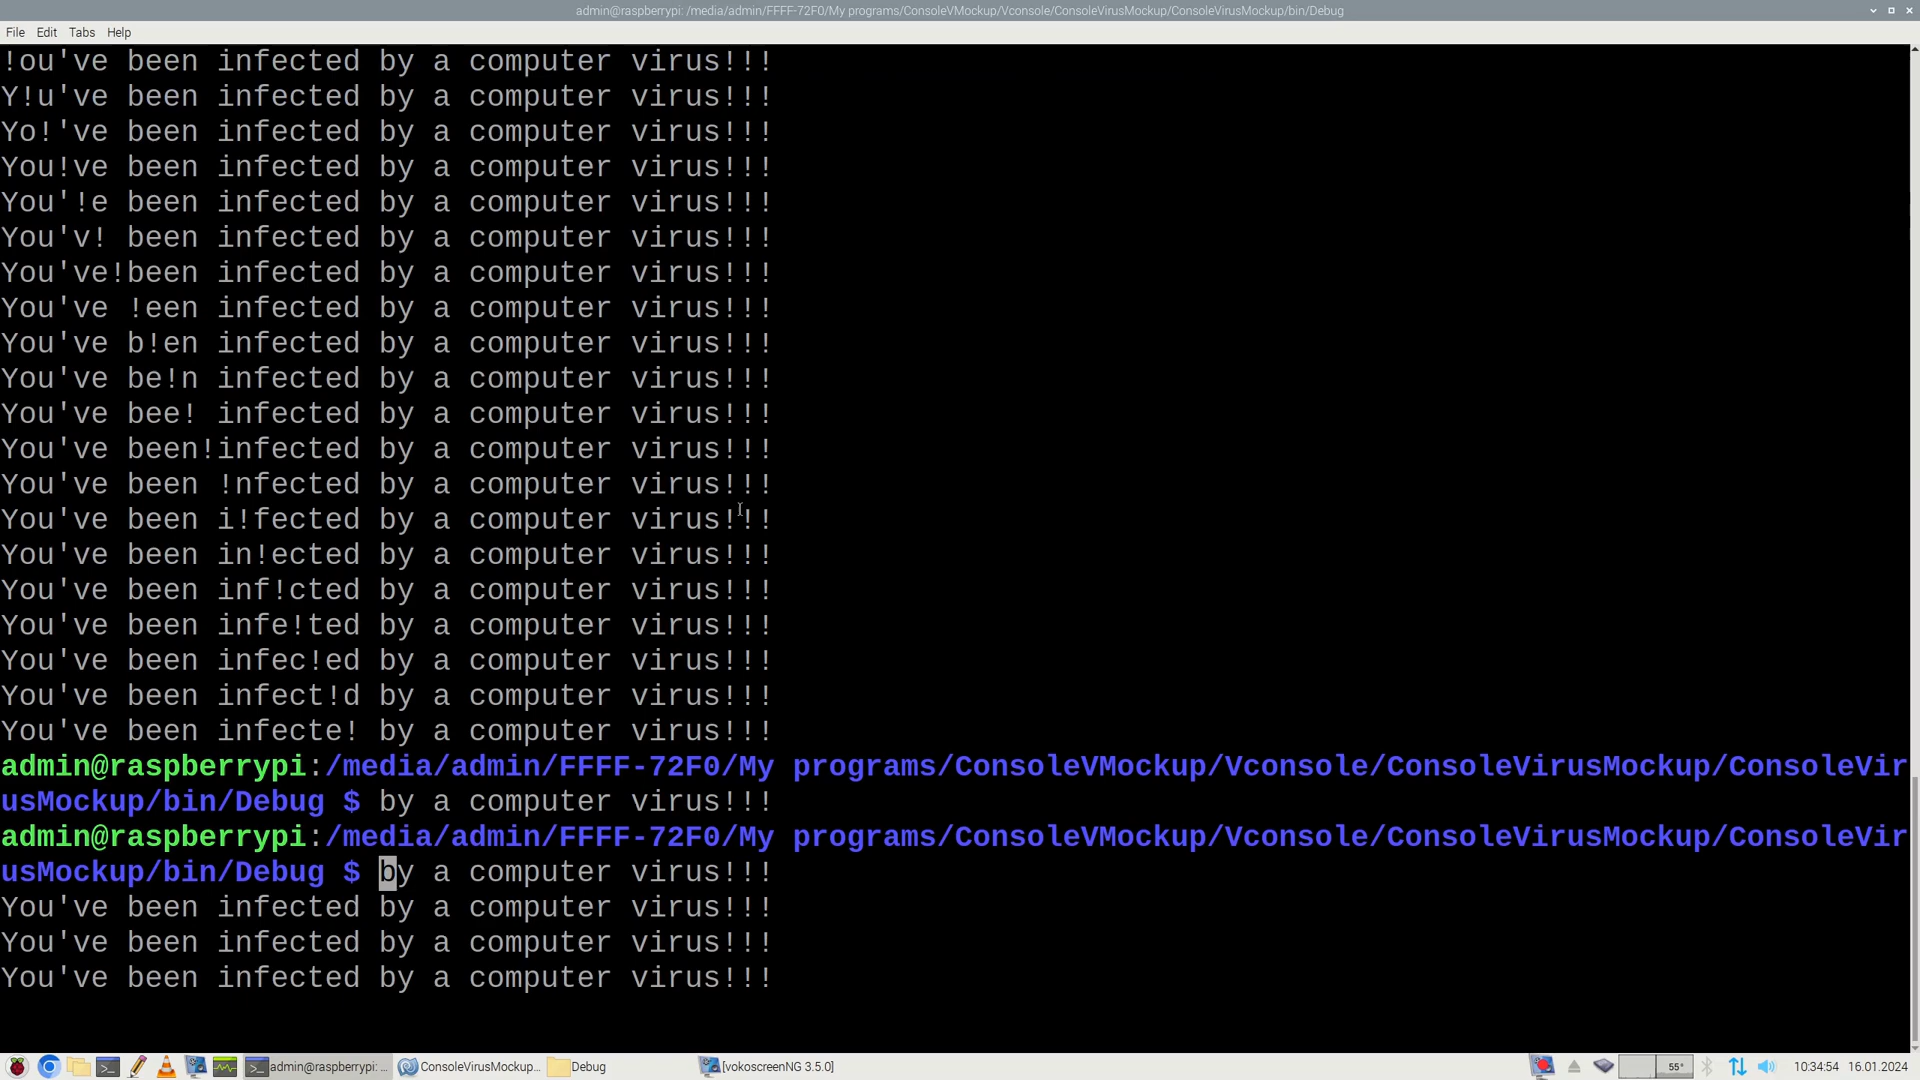 admin@raspberrypi: /media/admin/FFFF-72F0/My programs/ConsoleVMockup/Vconsole/ConsoleVirusMockup/ConsoleVirusMockup/bin/Debug
File Edit Tabs Help
!ou've been infected by a computer virus!!!
Y!u've been infected by a computer virus!!!
Yo!'ve been infected by a computer virus!!!
You!ve been infected by a computer virus!!!
You'!e been infected by a computer virus!!!
You'v! been infected by a computer virus!!!
You've!been infected by a computer virus!!!
You've !een infected by a computer virus!!!
You've b!en infected by a computer virus!!!
You've be!n infected by a computer virus!!!
You've bee! infected by a computer virus!!!
You've been!infected by a computer virus!!!
You've been !nfected by a computer virus!!!
You've been i!fected by a computer virus!!!
You've been in!ected by a computer virus!!!
You've been inf!cted by a computer virus!!!
You've been infe!ted by a computer virus!!!
You've been infec!ed by a computer virus!!!
You've been infect!d by a computer virus!!!
You've been infecte! by a computer virus!!!
admin@raspberrypi:/media/admin/FFFF-72F0/My programs/ConsoleVMockup/Vconsole/ConsoleVirusMockup/ConsoleVir
usMockup/bin/Debug $ by a computer virus!!!
admin@raspberrypi:/media/admin/FFFF-72F0/My programs/ConsoleVMockup/Vconsole/ConsoleVirusMockup/ConsoleVir
usMockup/bin/Debug $ by a computer virus!!!
You've been infected by a computer virus!!!
You've been infected by a computer virus!!!
You've been infected by a computer virus!!!
admin@raspberrypi: ... ConsoleVirusMockup... Debug [vokoscreenNG 3.5.0] 55° 10:34:54 16.01.2024